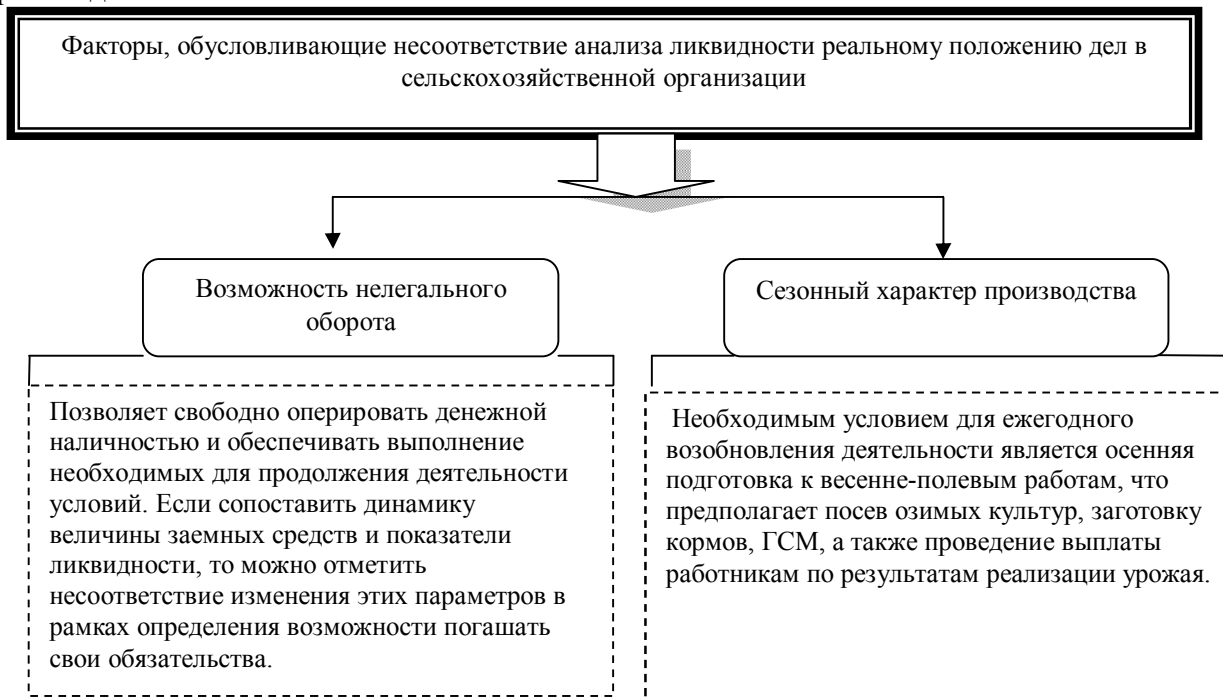 Факторы, обусловливающие несоответствие анализа ликвидности реальному положению дел в
сельскохозяйственной организации
Возможность нелегального
оборота
Сезонный характер производства
Позволяет свободно оперировать денежной
наличностью и обеспечивать выполнение
необходимых для продолжения деятельности
условий. Если сопоставить динамику
величины заемных средств и показатели
ликвидности, то можно отметить
несоответствие изменения этих параметров в
рамках определения возможности погашать
свои обязательства.
Необходимым условием для ежегодного
возобновления деятельности является осенняя
подготовка к весенне-полевым работам, что
предполагает посев озимых культур, заготовку
кормов, ГСМ, а также проведение выплаты
работникам по результатам реализации урожая.